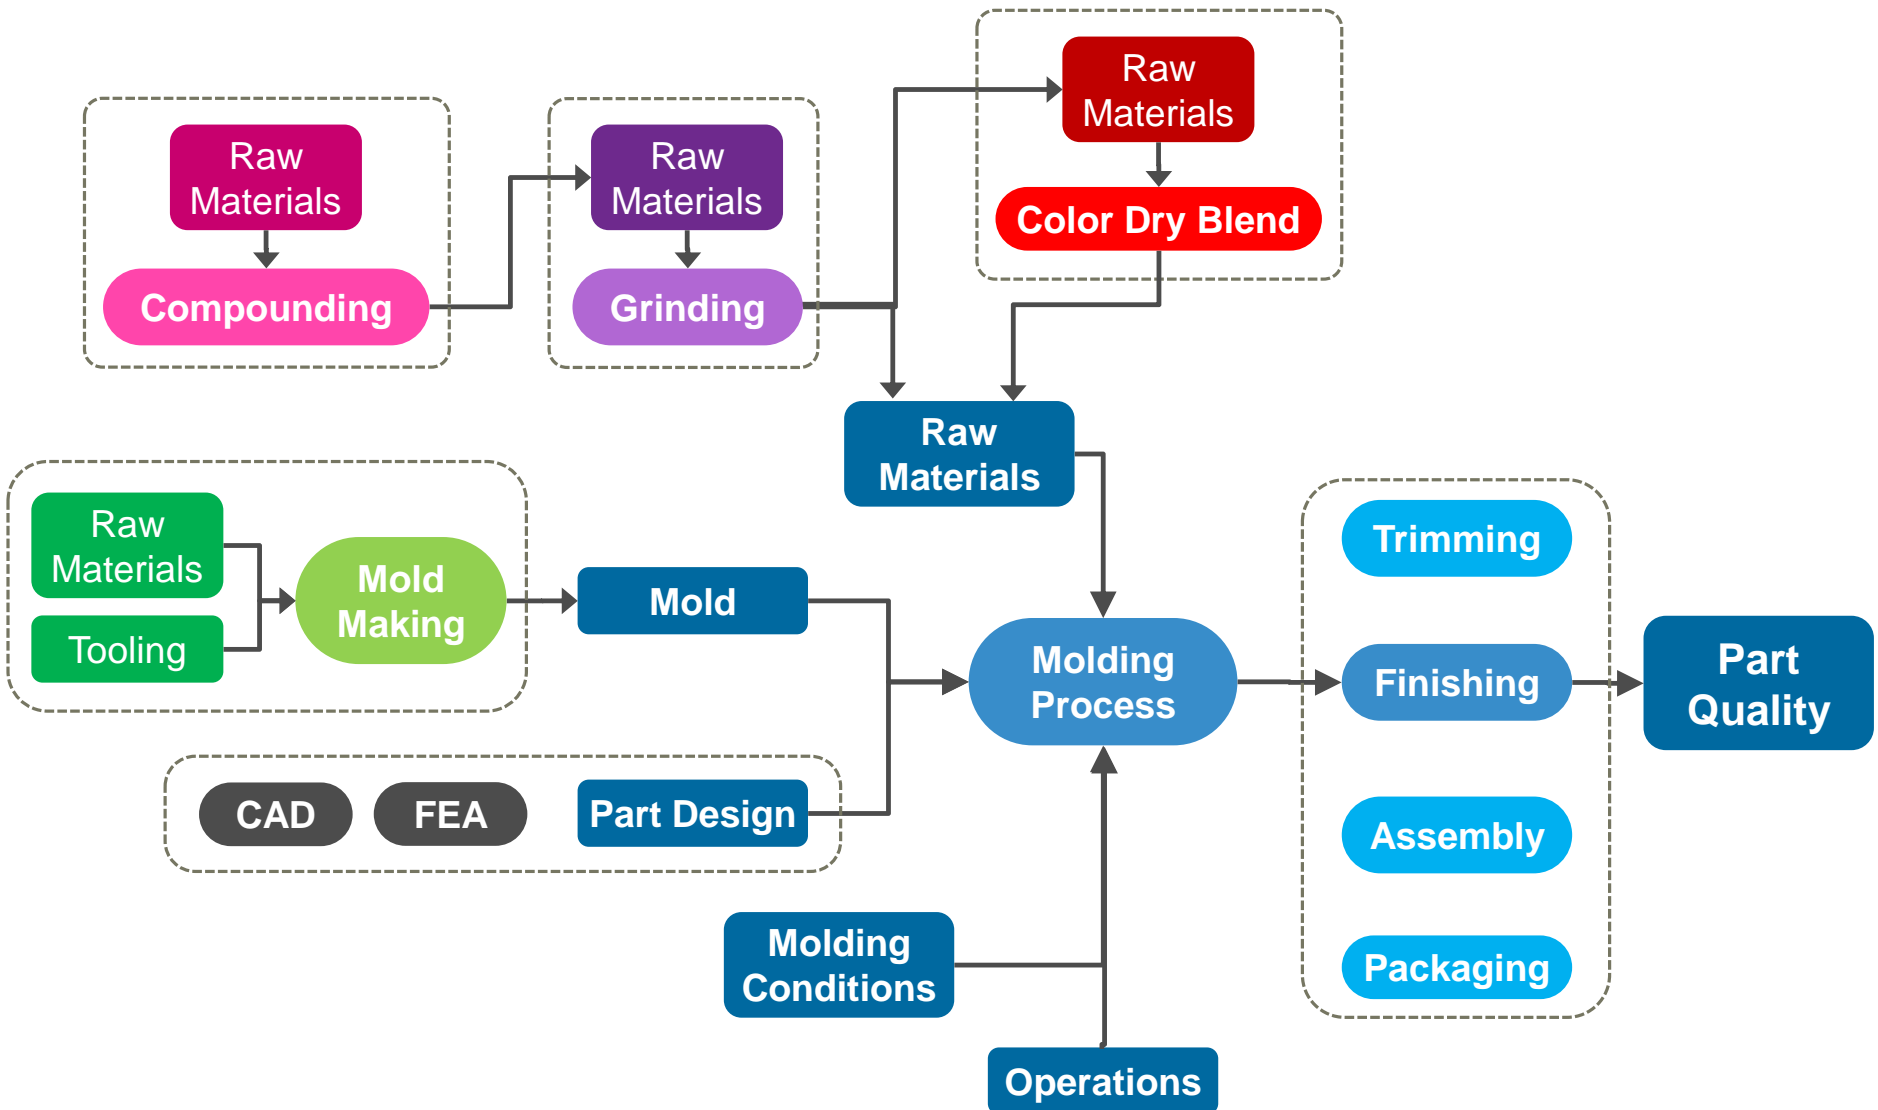 Raw
Materials
Compounding
Raw
Materials
Grinding
Raw
Materials
Color Dry Blend
Raw
Materials
Raw
Materials
Tooling
Mold
Making
Mold
CAD
FEA
Part Design
Molding
Conditions
Operations
Molding
Process
Trimming
Finishing
Assembly
Packaging
Part
Quality